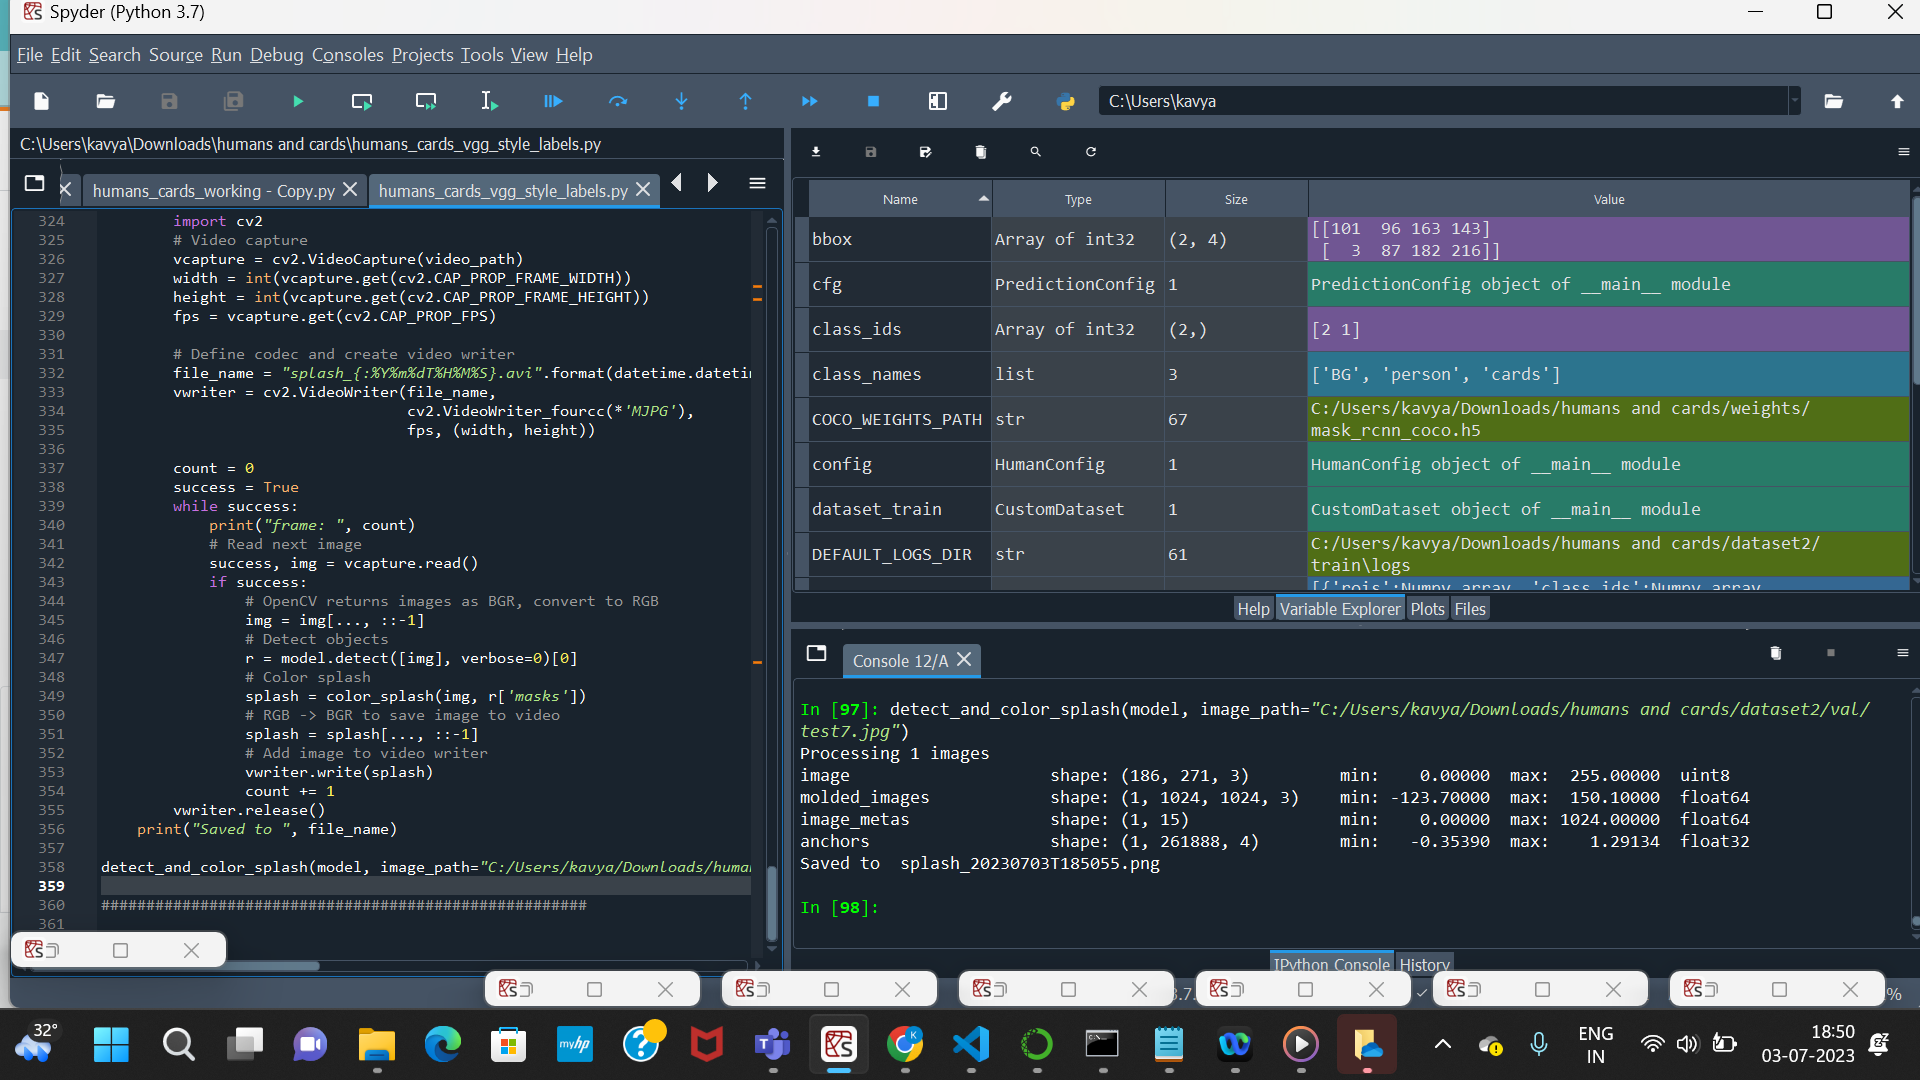 Spyder (Python 3.7)
File Edit Search Source Run Debug Consoles Projects Tools View Help
C:\Users\kavya
C:\Users\kavya\Downloads\humans and cards\humans_cards_vgg_style_labels.py
humans_cards_working - Copy.py
humans_cards_vgg_style_labels.py
324 import cv2
325 # Video capture
326 vcapture = cv2.VideoCapture(video_path)
327 width = int(vcapture.get(cv2.CAP_PROP_FRAME_WIDTH))
328 height = int(vcapture.get(cv2.CAP_PROP_FRAME_HEIGHT))
329 fps = vcapture.get(cv2.CAP_PROP_FPS)
330
331 # Define codec and create video writer
332 file_name = "splash_{:%Y%m%dT%H%M%S}.avi".format(datetime.datetin
333 vwriter = cv2.VideoWriter(file_name,
334 cv2.VideoWriter_fourcc(*'MJPG'),
335 fps, (width, height))
336
337 count = 0
338 success = True
339 while success:
340 print("frame: ", count)
341 # Read next image
342 success, img = vcapture.read()
343 if success:
344 # OpenCV returns images as BGR, convert to RGB
345 img = img[..., ::-1]
346 # Detect objects
347 r = model.detect([img], verbose=0)[0]
348 # Color splash
349 splash = color_splash(img, r['masks'])
350 # RGB -> BGR to save image to video
351 splash = splash[..., ::-1]
352 # Add image to video writer
353 vwriter.write(splash)
354 count += 1
355 vwriter.release()
356 print("Saved to ", file_name)
357
358 detect_and_color_splash(model, image_path="C:/Users/kavya/Downloads/huma
359
360 ######################################################
361
Name Type Size Value
bbox Array of int32 (2, 4) [[101  96 163 143]
[  3  87 182 216]]
cfg PredictionConfig 1 PredictionConfig object of __main__ module
class_ids Array of int32 (2,) [2 1]
class_names list 3 ['BG', 'person', 'cards']
COCO_WEIGHTS_PATH str 67 C:/Users/kavya/Downloads/humans and cards/weights/
mask_rcnn_coco.h5
config HumanConfig 1 HumanConfig object of __main__ module
dataset_train CustomDataset 1 CustomDataset object of __main__ module
DEFAULT_LOGS_DIR str 61 C:/Users/kavya/Downloads/humans and cards/dataset2/
train\logs
[{'rois':Numpy array, 'class_ids':Numpy array
Help Variable Explorer Plots Files
Console 12/A
In [97]: detect_and_color_splash(model, image_path="C:/Users/kavya/Downloads/humans and cards/dataset2/val/
test7.jpg")
Processing 1 images
image shape: (186, 271, 3) min: 0.00000 max: 255.00000 uint8
molded_images shape: (1, 1024, 1024, 3) min: -123.70000 max: 150.10000 float64
image_metas shape: (1, 15) min: 0.00000 max: 1024.00000 float64
anchors shape: (1, 261888, 4) min: -0.35390 max: 1.29134 float32
Saved to  splash_20230703T185055.png
In [98]:
IPython Console History
%
32°
myhp
ENG
IN
18:50
03-07-2023